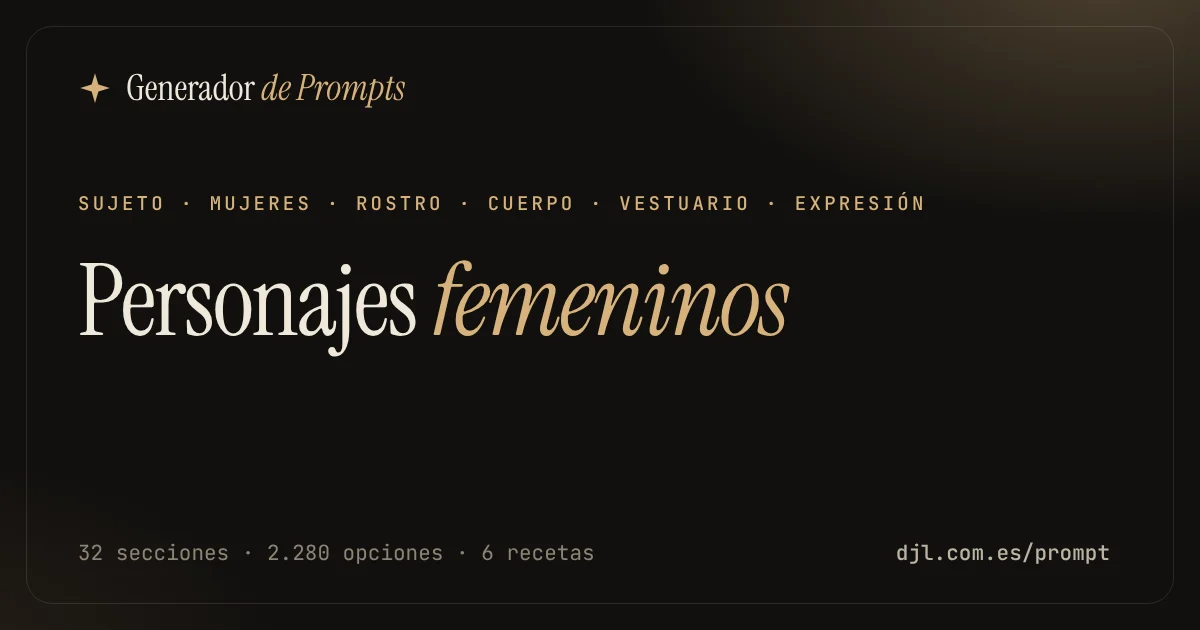 Generador de Prompts
SUJETO · MUJERES · ROSTRO · CUERPO · VESTUARIO · EXPRESIÓN
Personajes femeninos
32 secciones · 2.280 opciones · 6 recetas
djl.com.es/prompt